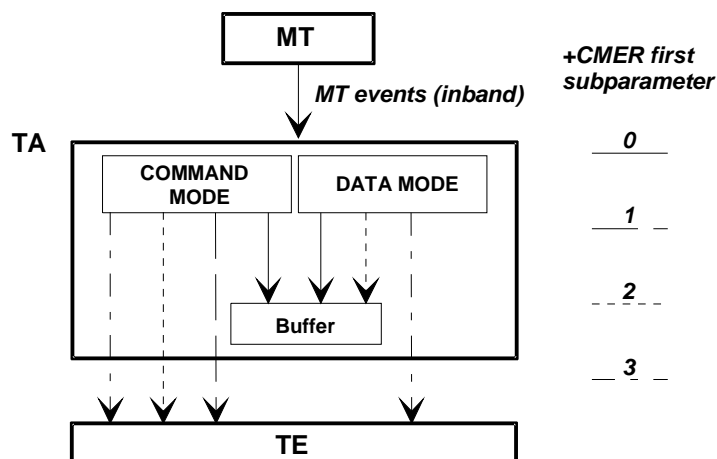 MT
+CMER first
subparameter
MT events (inband)
TA
0
COMMAND
MODE
DATA MODE
1
2
Buffer
3
TE